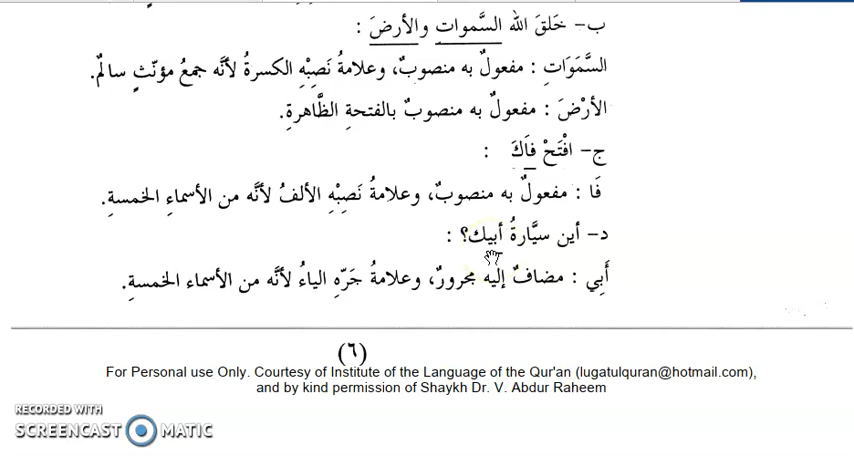 ب- خَلقَ الله السَّموات والأرضَ :
السَّمَوَاتِ : مفعولٌ به منصوبٌ، وعلامةُ نَصبِْهِ الكسرةُ لأنَّه جمعُ مؤنّثٍ سالمٌ.
الأرْضَ : مفعولٌ به منصوبٌ بالفتحةِ الظَّاهرةِ.
ج- افْتَحْ فَاكَ :
فَا : مفعولٌ به منصوبٌ، وعلامةُ نَصبِْهِ الألفُ لأنَّه من الأسماءِ الخمسةِ.
د- أين سيَّارةُ أبيك؟ :
أَبِي : مضافٌ إليه مجرورٌ، وعلامةُ جَرّهِ الياءُ لأنَّه من الأسماء الخمسةِ.
(٦)
For Personal use Only. Courtesy of Institute of the Language of the Qur'an (lugatulquran@hotmail.com),
and by kind permission of Shaykh Dr. V. Abdur Raheem
RECORDED WITH
SCREENCAST MATIC